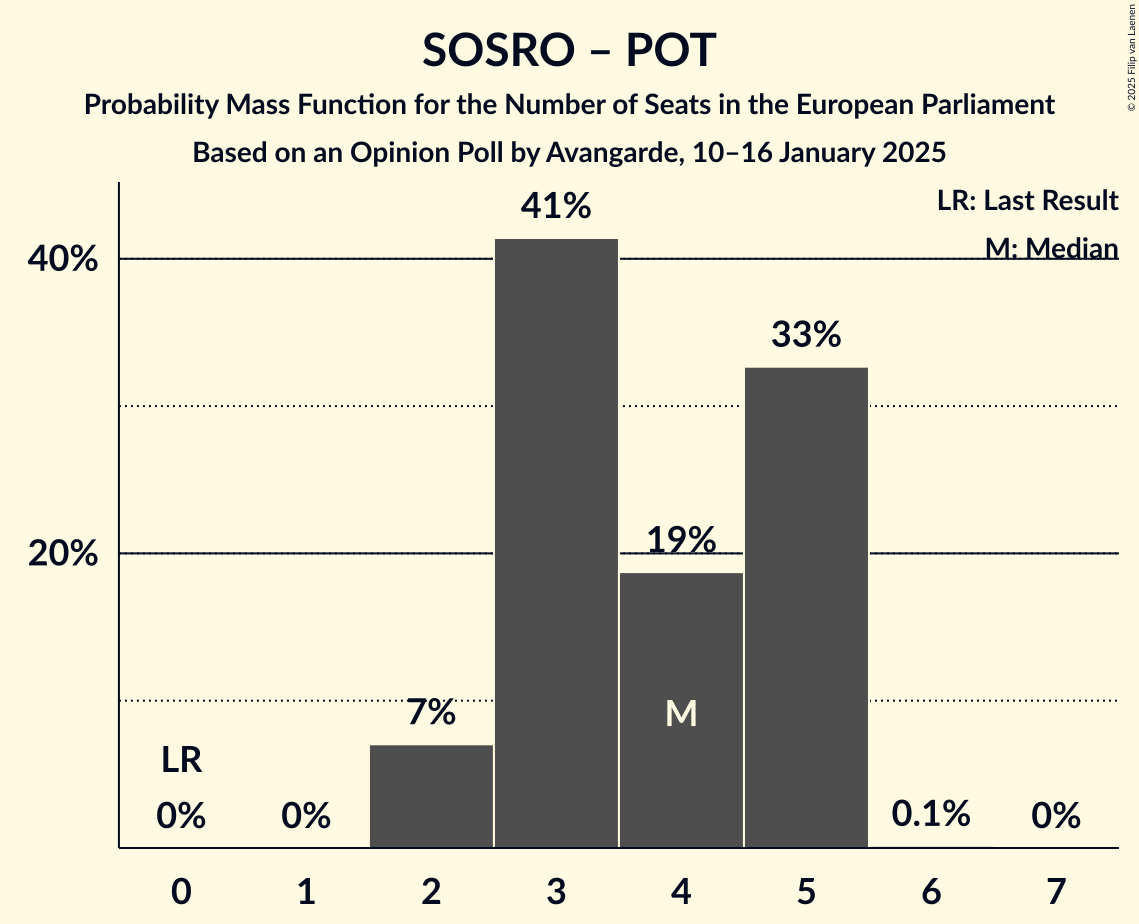 SOSRO – POT
Probability Mass Function for the Number of Seats in the European Parliament
Based on an Opinion Poll by Avangarde, 10–16 January 2025
© 2025 Filip van Laenen
LR: Last Result
M: Median
41%
40%
33%
19%
20%
7%
M
LR
0%
0%
0.1%
0%
0 1 2 3 4 5 6 7